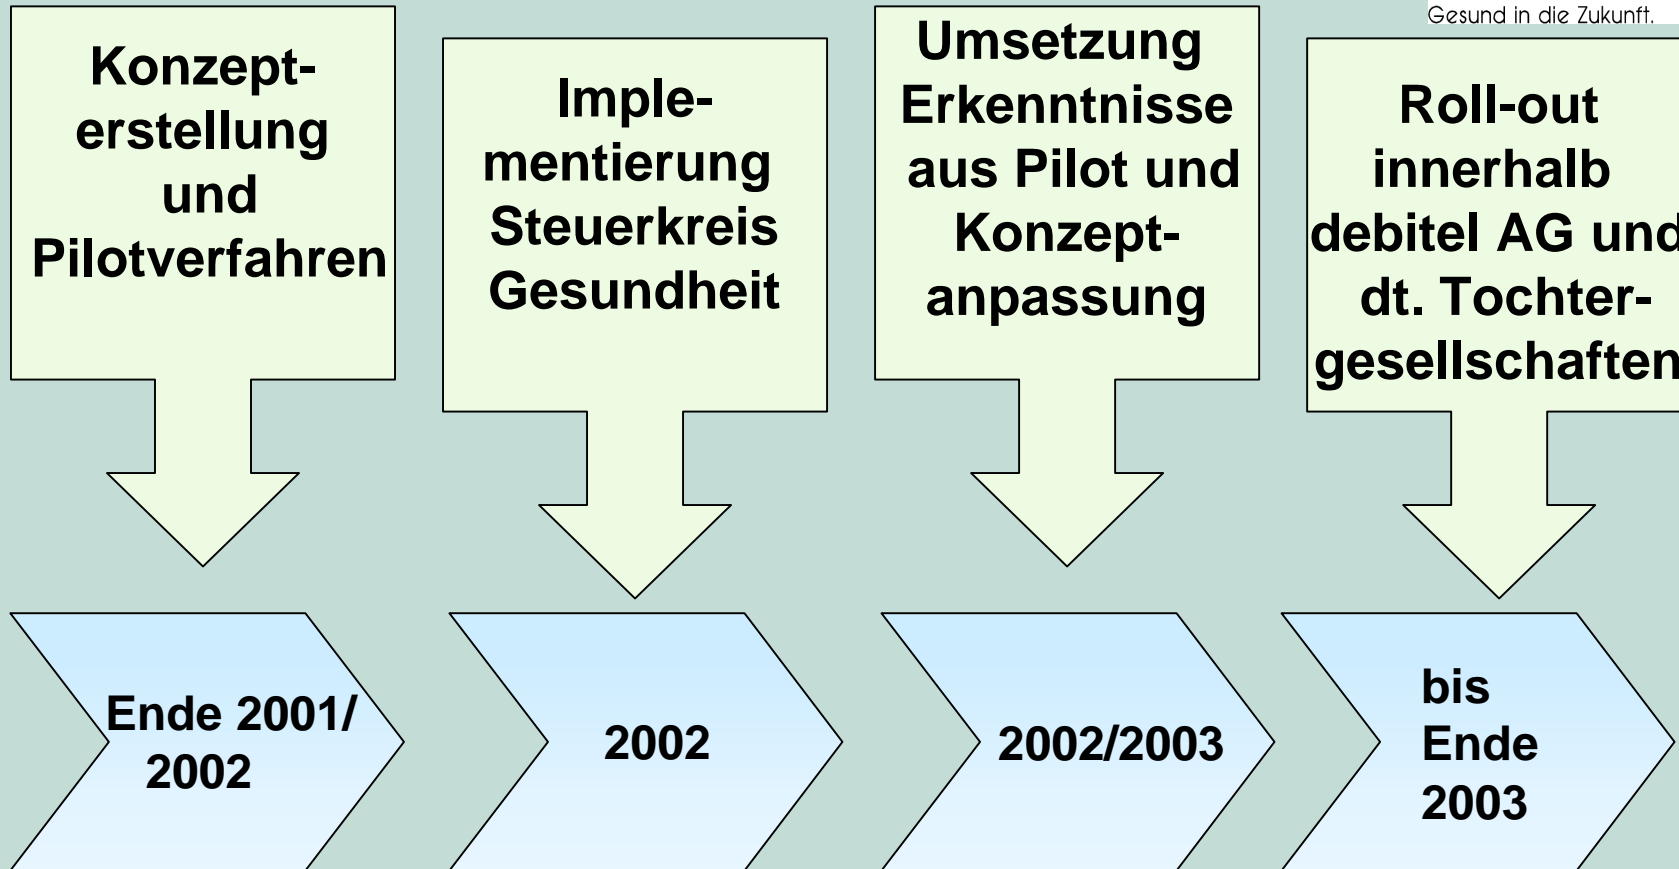 Gesund in die Zukunft.
Konzept-
erstellung
und
Pilotverfahren
Imple-
mentierung
Steuerkreis
Gesundheit
Umsetzung
Erkenntnisse
aus Pilot und
Konzept-
anpassung
Roll-out
innerhalb
debitel AG und
dt. Tochter-
gesellschaften
Ende 2001/
2002
2002
2002/2003
bis
Ende
2003